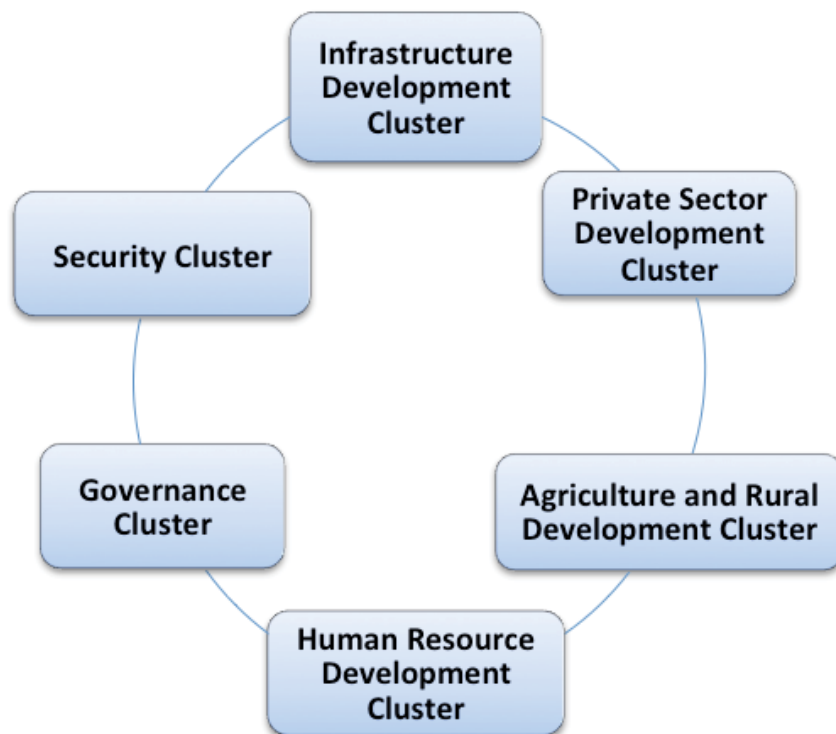 Infrastructure
Development
Cluster
Private Sector
Development
Cluster
Security Cluster
Governance
Cluster
Agriculture and Rural
Development Cluster
Human Resource
Development
Cluster